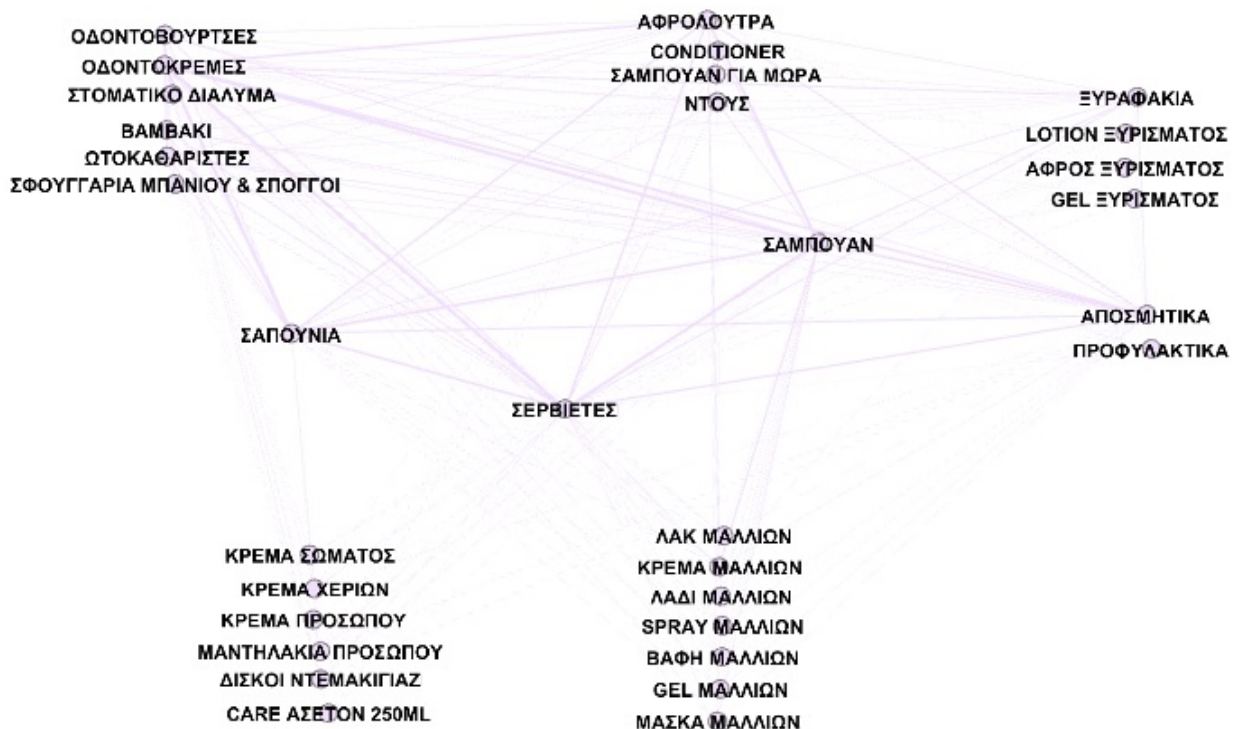 ΟΔΟΝΤΟΒΟΥΡΤΣΕΣ
ΟΔΟΝΤΟΚΡΕΜΕΣ
ΣΤΟΜΑΤΙΚΟ ΔΙΑΛΥΜΑ
ΒΑΜΒΑΚΙ
ΩΤΟΚΑΘΑΡΙΣΤΕΣ
ΣΦΟΥΓΓΑΡΙΑ ΜΠΑΝΙΟΥ & ΣΠΟΓΓΟΙ
ΑΦΡΟΛΟΥΤΡΑ
CONDITIONER
ΣΑΜΠΟΥΑΝ ΓΙΑ ΜΩΡΑ
ΝΤΟΥΣ
ΞΥΡΑΦΑΚΙΑ
LOTION ΞΥΡΙΣΜΑΤΟΣ
ΑΦΡΟΣ ΞΥΡΙΣΜΑΤΟΣ
GEL ΞΥΡΙΣΜΑΤΟΣ
ΣΑΜΠΟΥΑΝ
ΣΑΠΟΥΝΙΑ
ΑΠΟΣΜΗΤΙΚΑ
ΠΡΟΦΥΛΑΚΤΙΚΑ
ΣΕΡΒΙΕΤΕΣ
ΚΡΕΜΑ ΣΩΜΑΤΟΣ
ΚΡΕΜΑ ΧΕΡΙΩΝ
ΚΡΕΜΑ ΠΡΟΣΩΠΟΥ
ΜΑΝΤΗΛΑΚΙΑ ΠΡΟΣΩΠΟΥ
ΔΙΣΚΟΙ ΝΤΕΜΑΚΙΓΙΑΖ
CARE ΑΣΕΤΟΝ 250ML
ΛΑΚ ΜΑΛΛΙΩΝ
ΚΡΕΜΑ ΜΑΛΛΙΩΝ
ΛΑΔΙ ΜΑΛΛΙΩΝ
SPRAY ΜΑΛΛΙΩΝ
ΒΑΦΗ ΜΑΛΛΙΩΝ
GEL ΜΑΛΛΙΩΝ
ΜΑΣΚΑ ΜΑΛΛΙΩΝ